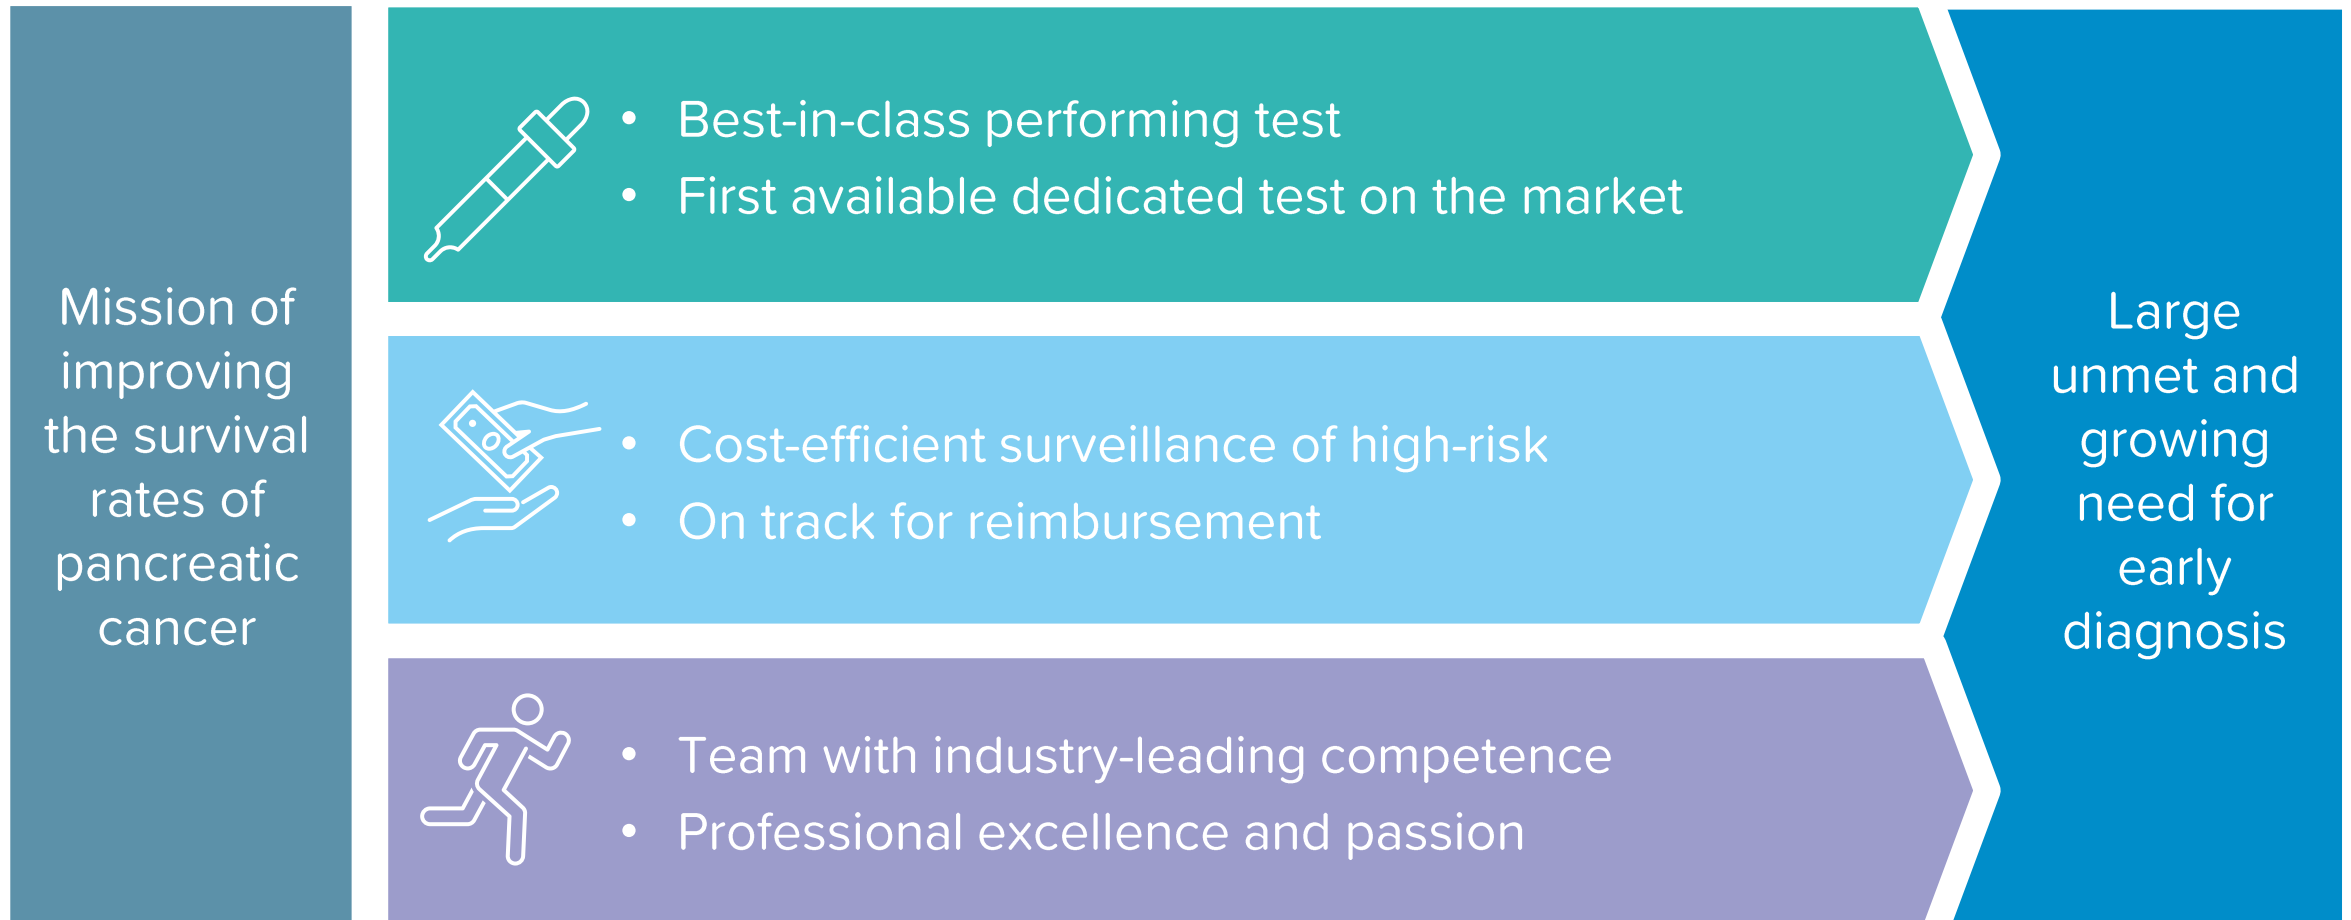 Mission of
improving
the survival
rates of
pancreatic
cancer
• Best-in-class performing test
• First available dedicated test on the market
• Cost-efficient surveillance of high-risk
• On track for reimbursement
• Team with industry-leading competence
• Professional excellence and passion
Large
unmet and
growing
need for
early
diagnosis